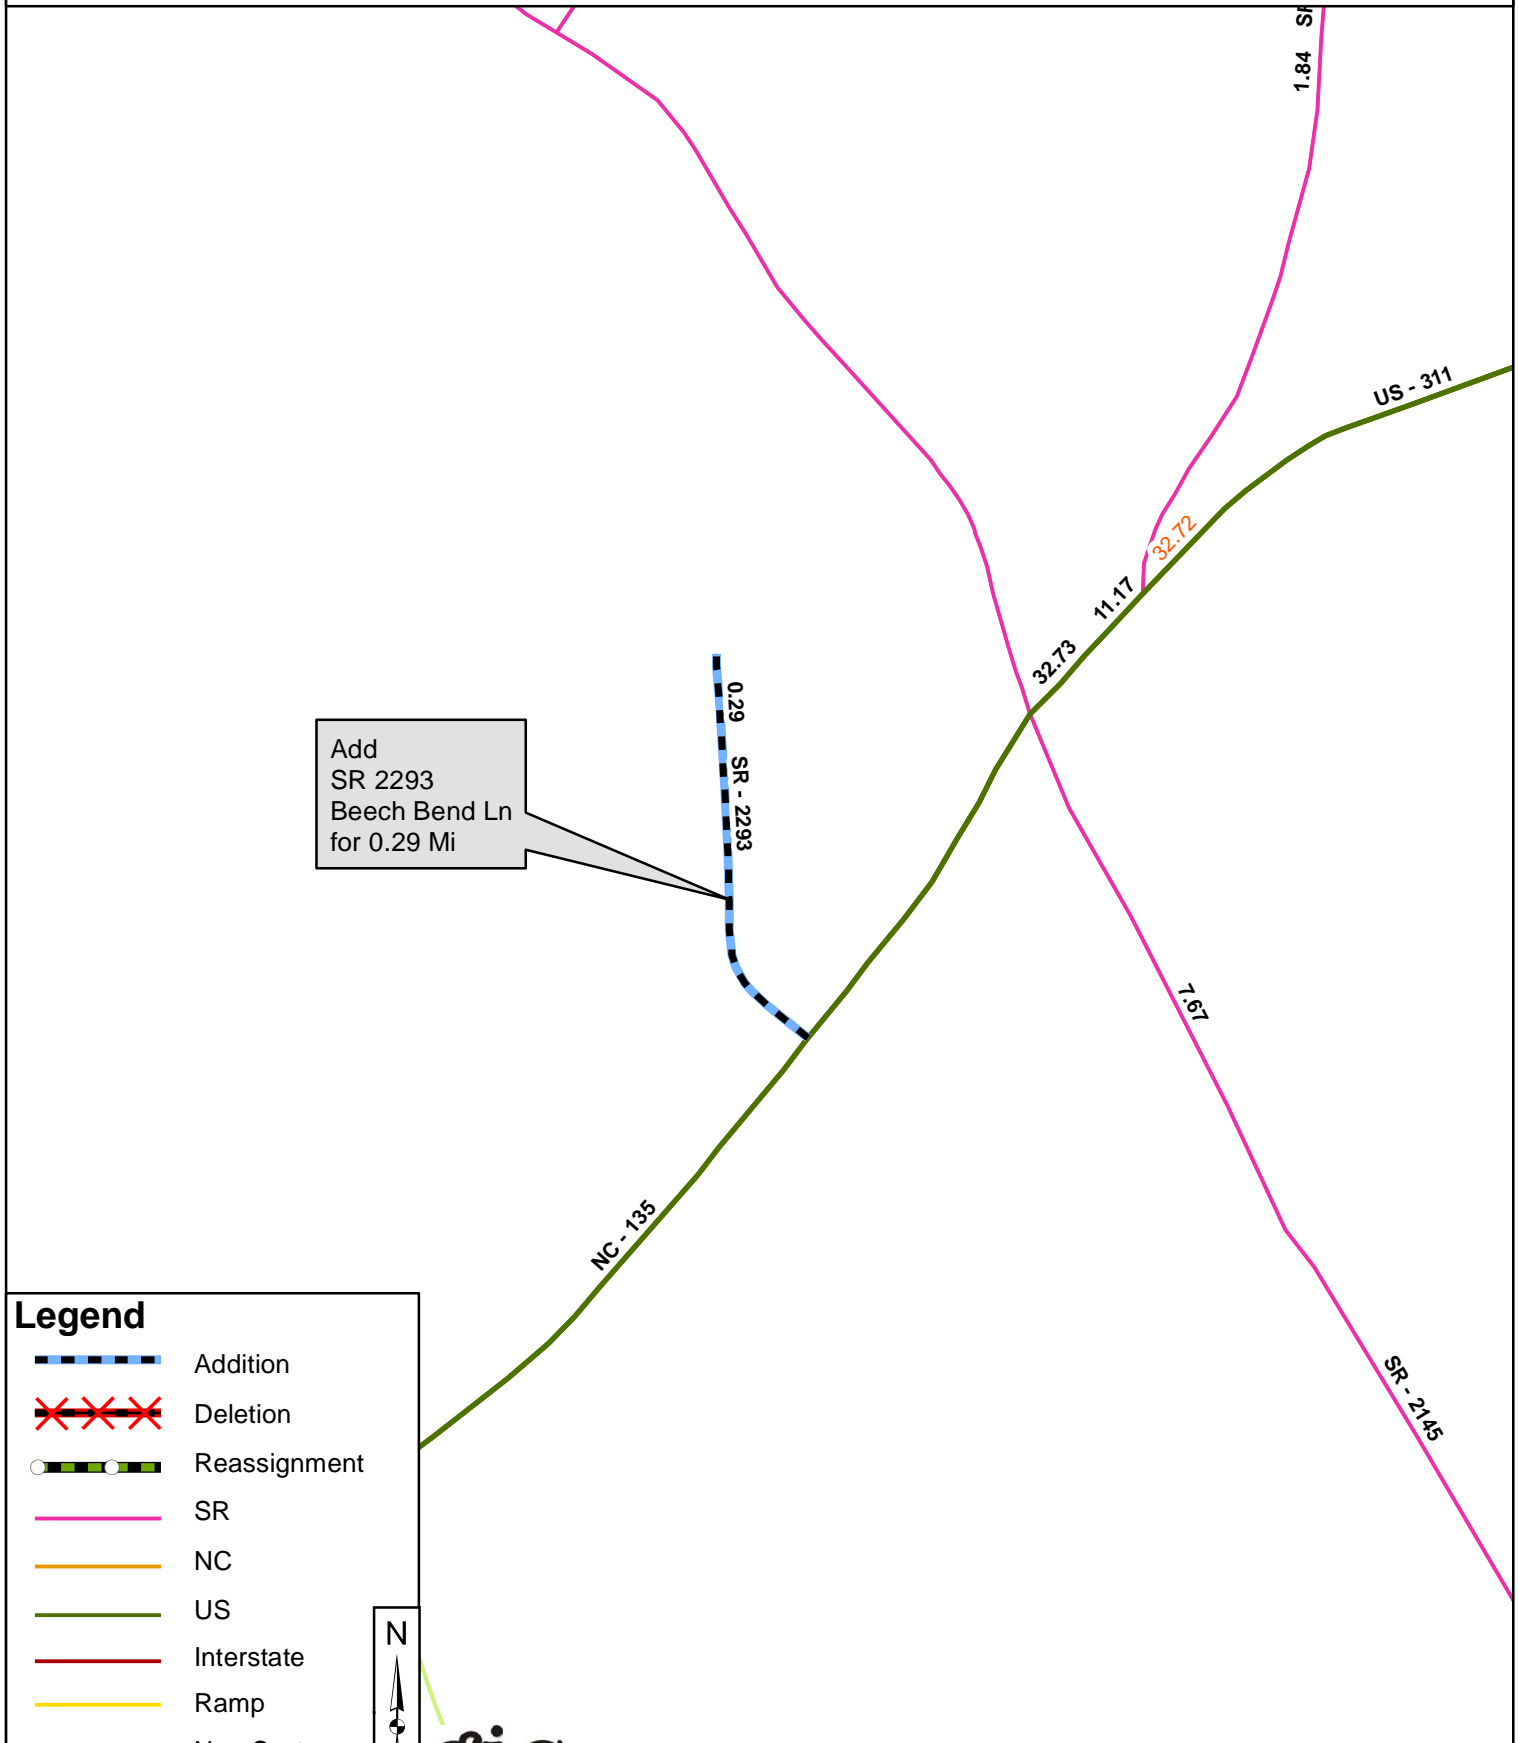 1.84
US - 311
32.72
11.17
32.73
0.29 SR - 2293
Add
SR 2293
Beech Bend Ln
for 0.29 Mi
7.67
NC - 135
SR - 2145
Legend
Addition
Deletion
Reassignment
SR
NC
US
Interstate
Ramp
N